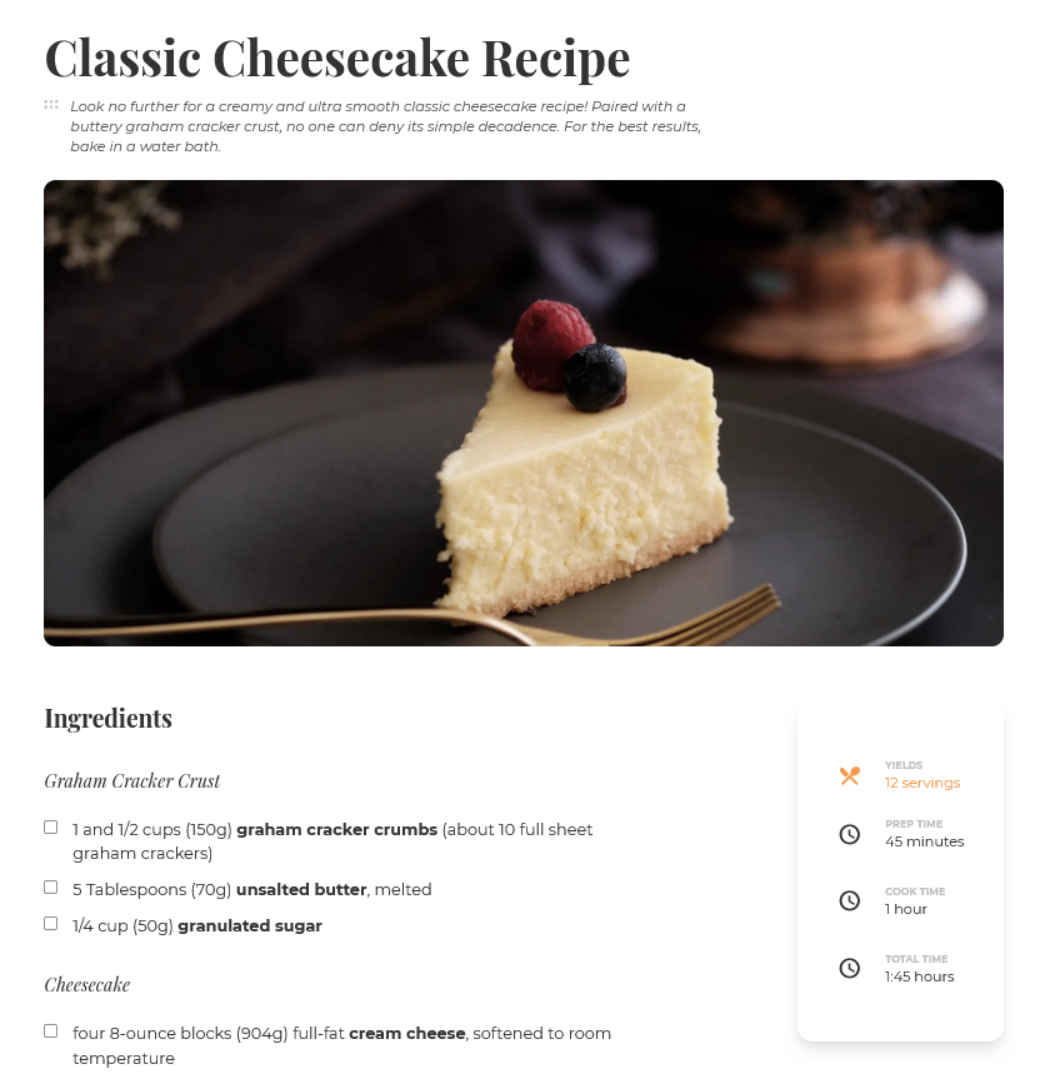 Classic Cheesecake Recipe
Look no further for a creamy and ultra smooth classic cheesecake recipe! Paired with a
buttery graham cracker crust, no one can deny its simple decadence. For the best results,
bake in a water bath.
Ingredients
Graham Cracker Crust
1 and 1/2 cups (150g) graham cracker crumbs (about 10 full sheet
graham crackers)
5 Tablespoons (70g) unsalted butter, melted
1/4 cup (50g) granulated sugar
Cheesecake
four 8-ounce blocks (904g) full-fat cream cheese, softened to room
temperature
YIELDS
12 servings
PREP TIME
45 minutes
COOK TIME
1 hour
TOTAL TIME
1:45 hours